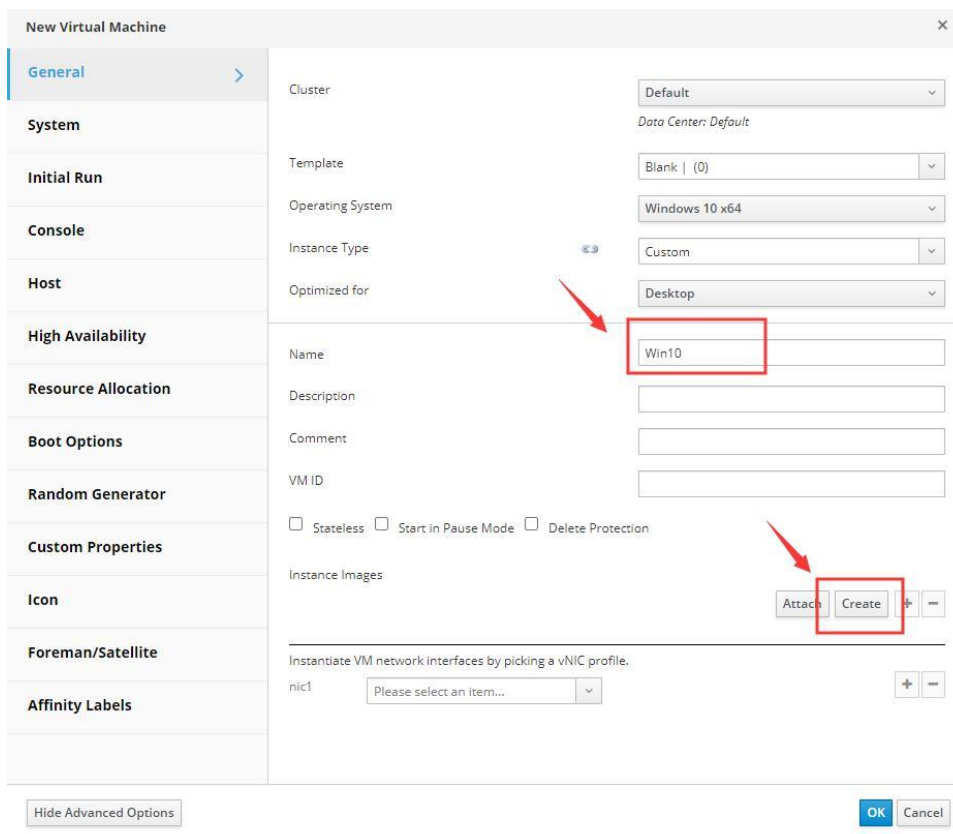 New Virtual Machine
General
System
Initial Run
Console
Host
High Availability
Resource Allocation
Boot Options
Random Generator
Custom Properties
Icon
Foreman/Satellite
Affinity Labels
Cluster
Default
Data Center: Default
Template
Blank | (0)
Operating System
Windows 10 x64
Instance Type
Custom
Optimized for
Desktop
Name
Win10
Description
Comment
VM ID
Stateless Start in Pause Mode Delete Protection
Instance Images
Attach Create + −
Instantiate VM network interfaces by picking a vNIC profile.
nic1 Please select an item... + −
Hide Advanced Options
OK Cancel